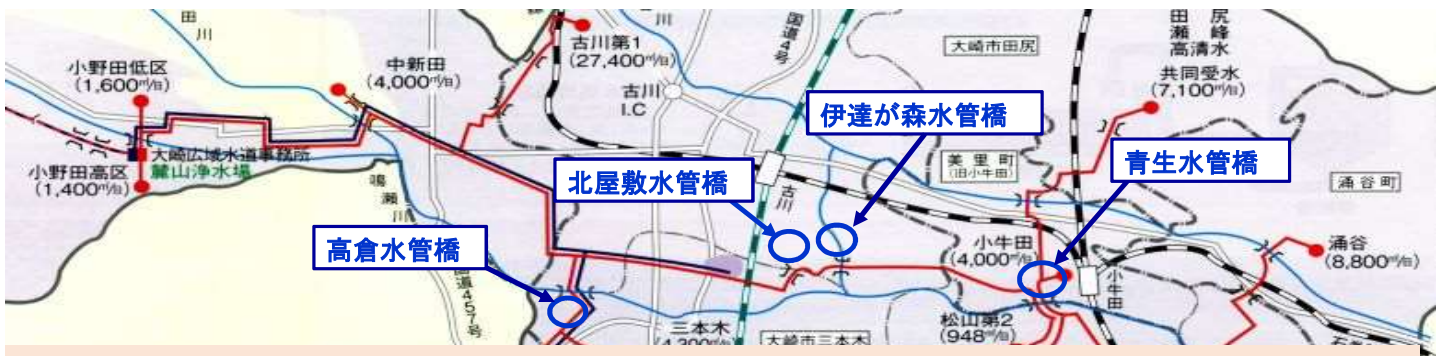 田川
小野田低区
(1,600㎥/日)
中新田
(4,000㎥/日)
古川第1
(27,400㎥/日)
国道4号
大崎市田尻
田尻
瀬峰
高清水
共同受水
(7,100㎥/日)
古川
I.C
伊達が森水管橋
大崎広域水道事務所
麓山浄水場
小野田高区
(1,400㎥/日)
鳴瀬川
北屋敷水管橋
古川
美里町
(旧小牛田)
青生水管橋
涌谷町
高倉水管橋
国道457号
小牛田
(4,000㎥/日)
小牛田
涌谷
(8,800㎥/日)
三本木
(4,200㎥/日)
大崎市三本木
松山第2
(948㎥/日)